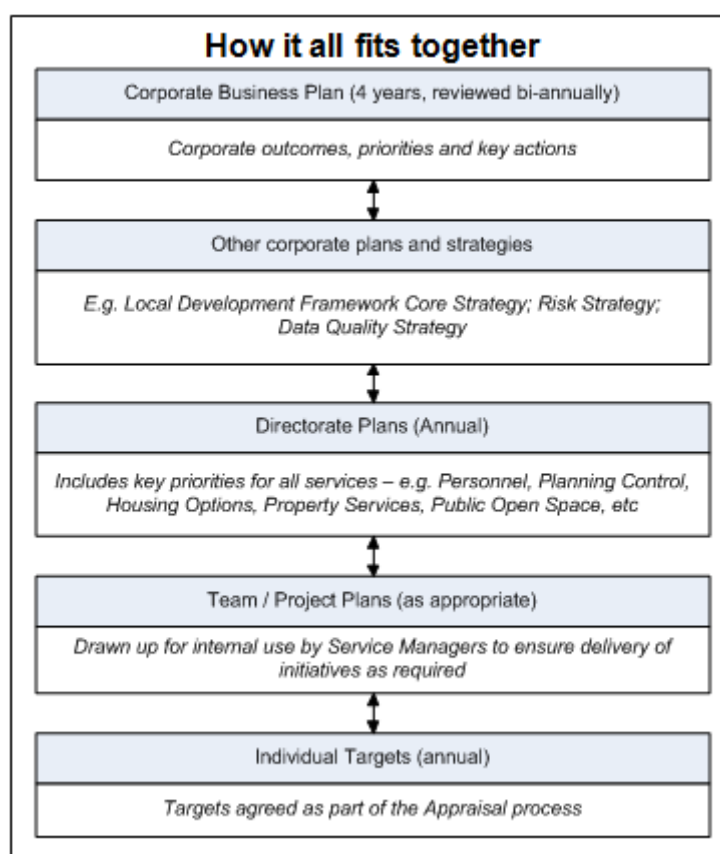 How it all fits together
Corporate Business Plan (4 years, reviewed bi-annually)
Corporate outcomes, priorities and key actions
Other corporate plans and strategies
E.g. Local Development Framework Core Strategy; Risk Strategy;
Data Quality Strategy
Directorate Plans (Annual)
Includes key priorities for all services – e.g. Personnel, Planning Control,
Housing Options, Property Services, Public Open Space, etc
Team / Project Plans (as appropriate)
Drawn up for internal use by Service Managers to ensure delivery of
initiatives as required
Individual Targets (annual)
Targets agreed as part of the Appraisal process